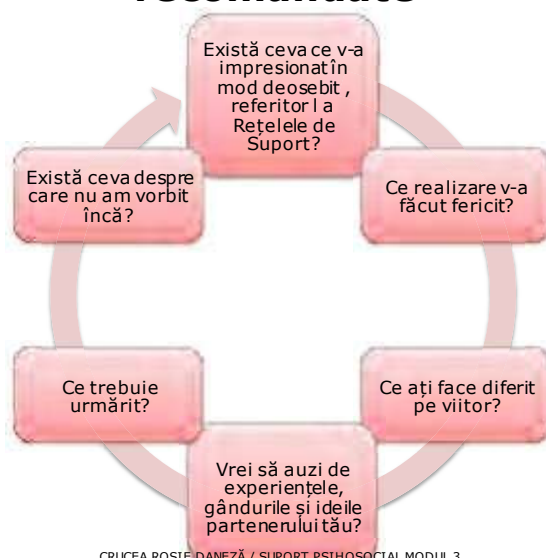 Există ceva ce v-a
impresionat în
mod deosebit ,
referitor l a
Rețelele de
Suport?
Ce realizare v-a
făcut fericit?
Ce ați face diferit
pe viitor?
Vrei să auzi de
experiențele,
gândurile și ideile
partenerului tău?
Ce trebuie
urmărit?
Există ceva despre
care nu am vorbit
încă?
CRUCEA ROȘIE DANEZĂ / SUPORT PSIHOSOCIAL MODUL 3